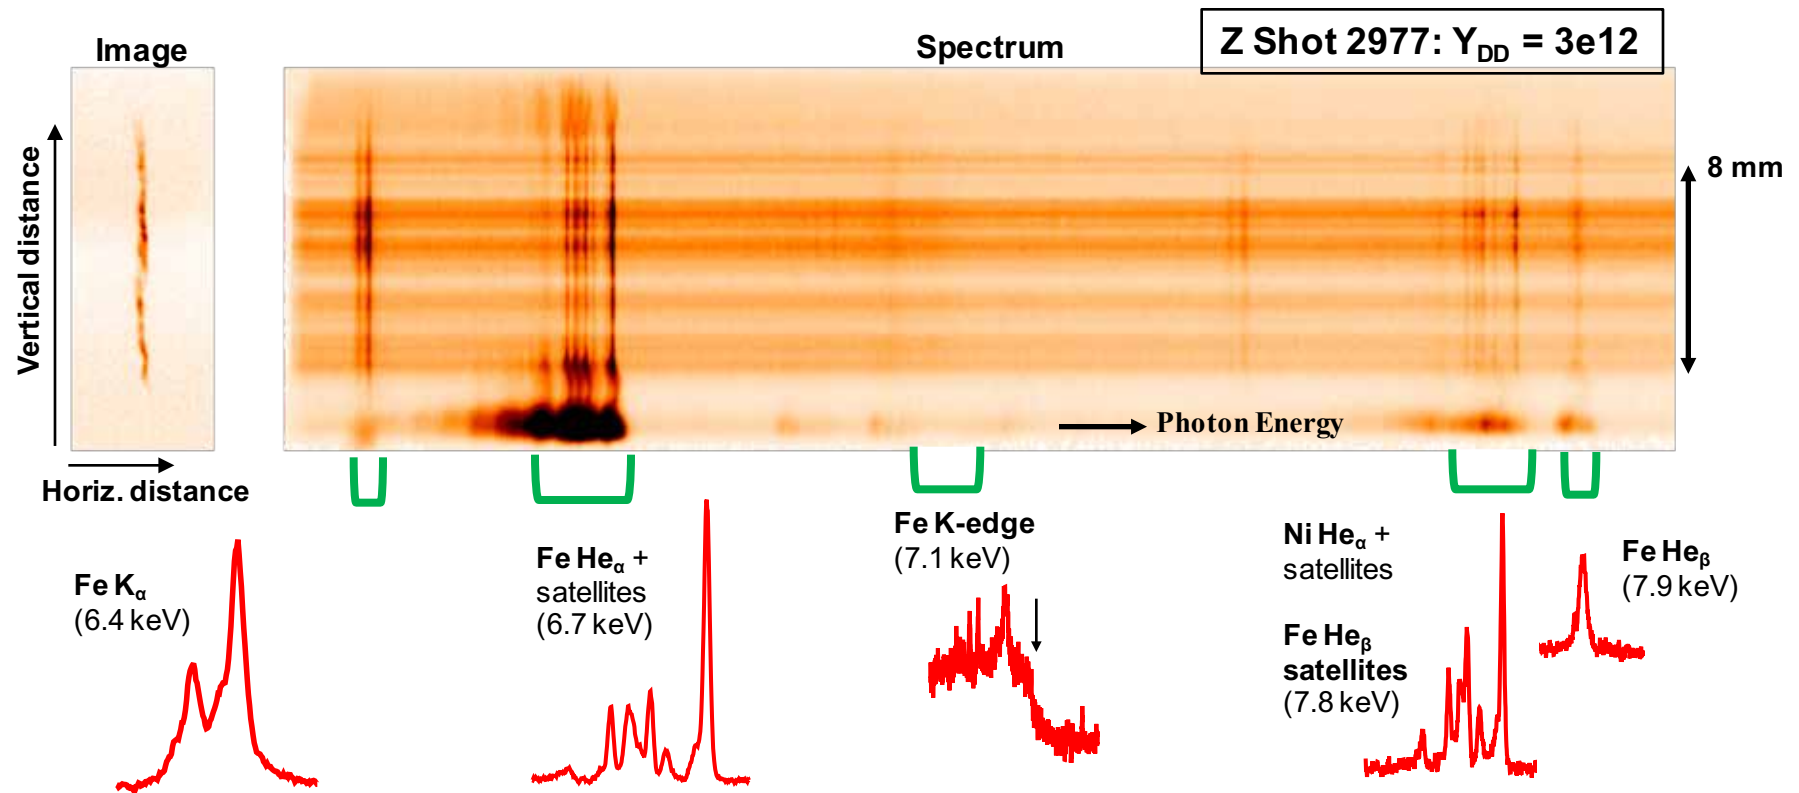 Image
Spectrum
Z Shot 2977: Y_DD = 3e12
Vertical distance
8 mm
Photon Energy
Horiz. distance
Fe Kα
(6.4 keV)
Fe Heα +
satellites
(6.7 keV)
Fe K-edge
(7.1 keV)
Ni Heα +
satellites
Fe Heβ
satellites
(7.8 keV)
Fe Heβ
(7.9 keV)